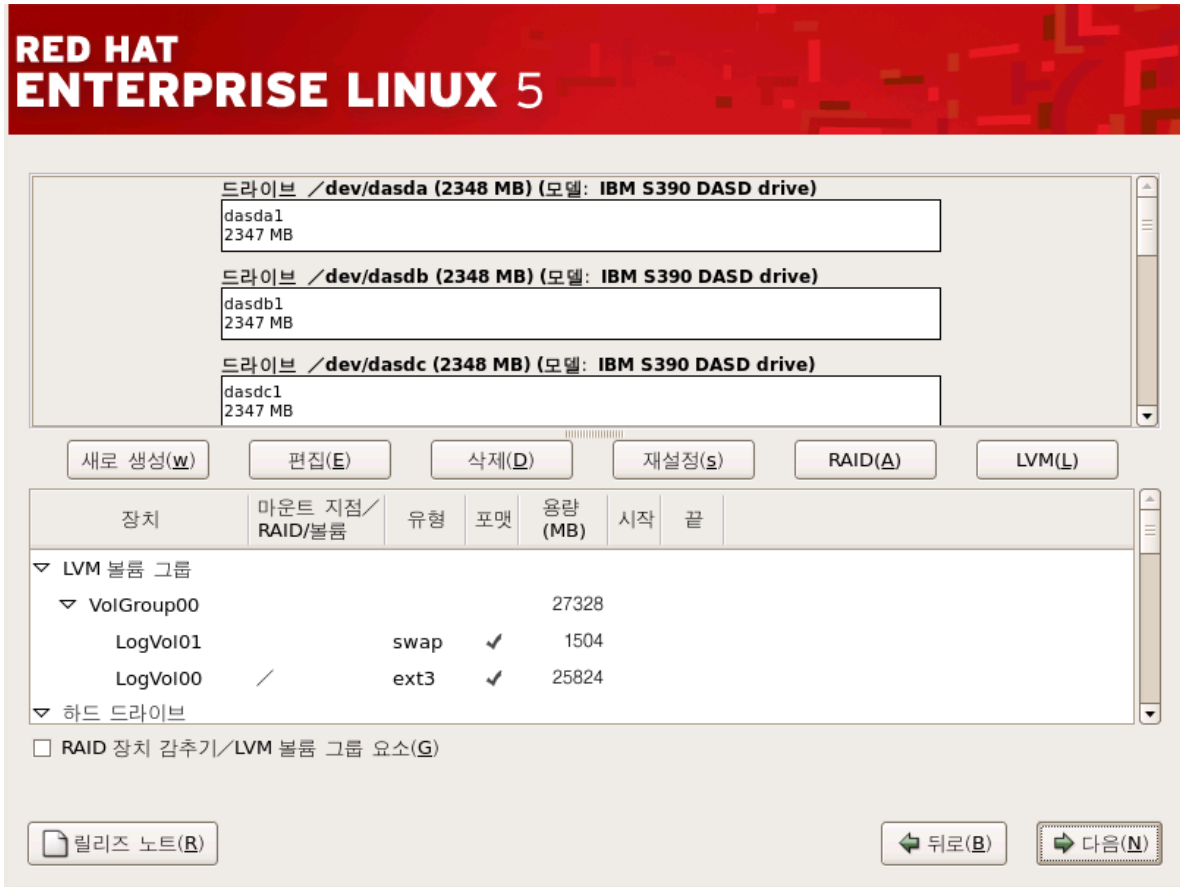 RED HAT
ENTERPRISE LINUX 5
드라이브 /dev/dasda (2348 MB) (모델: IBM S390 DASD drive)
dasda1
2347 MB
드라이브 /dev/dasdb (2348 MB) (모델: IBM S390 DASD drive)
dasdb1
2347 MB
드라이브 /dev/dasdc (2348 MB) (모델: IBM S390 DASD drive)
dasdc1
2347 MB
새로 생성(w) 편집(E) 삭제(D) 재설정(s) RAID(A) LVM(L)
장치 마운트 지점/ RAID/볼륨 유형 포맷 용량 (MB) 시작 끝
LVM 볼륨 그룹
VolGroup00 27328
LogVol01 swap ✓ 1504
LogVol00 / ext3 ✓ 25824
하드 드라이브
RAID 장치 감추기/LVM 볼륨 그룹 요소(G)
릴리즈 노트(R) 뒤로(B) 다음(N)